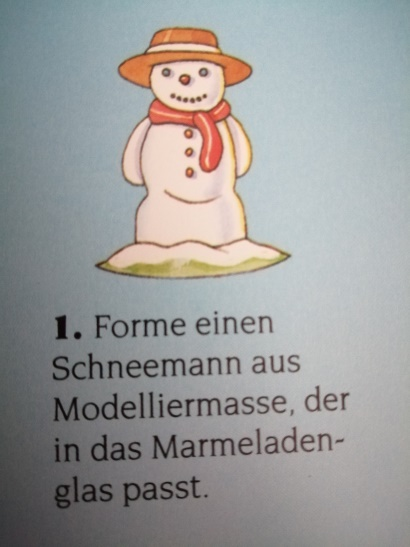 1. Forme einen
Schneemann aus
Modelliermasse, der
in das Marmeladen-
glas passt.